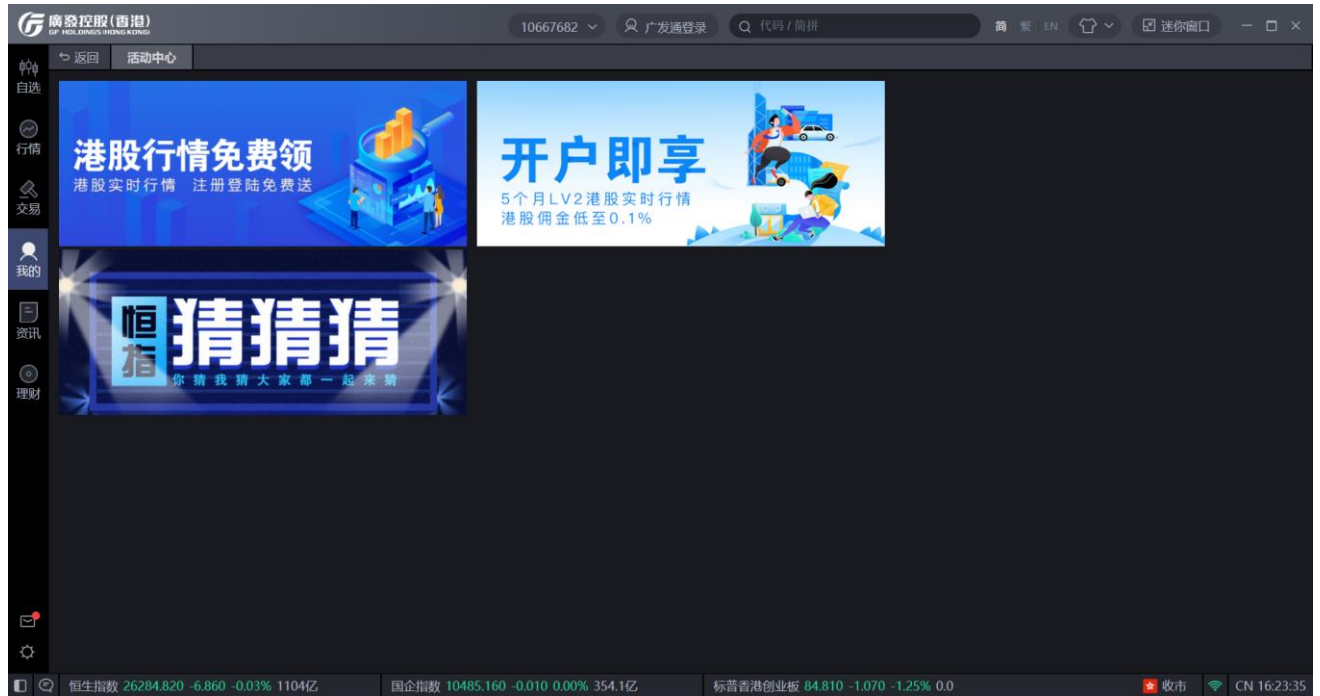 廣發控股(香港)
GF HOLDINGS (HONG KONG)
10667682
广发通登录
代码 / 简拼
简 繁 EN
迷你窗口
返回 活动中心
自选
行情
交易
我的
资讯
理财
港股行情免费领
港股实时行情 注册登陆免费送
开户即享
5个月LV2港股实时行情
港股佣金低至0.1%
恒指
猜猜猜
你猜我猜大家都一起来猜
恒生指数 26284.820 -6.860 -0.03% 1104亿 国企指数 10485.160 -0.010 0.00% 354.1亿 标普香港创业板 84.810 -1.070 -1.25% 0.0 收市 CN 16:23:35